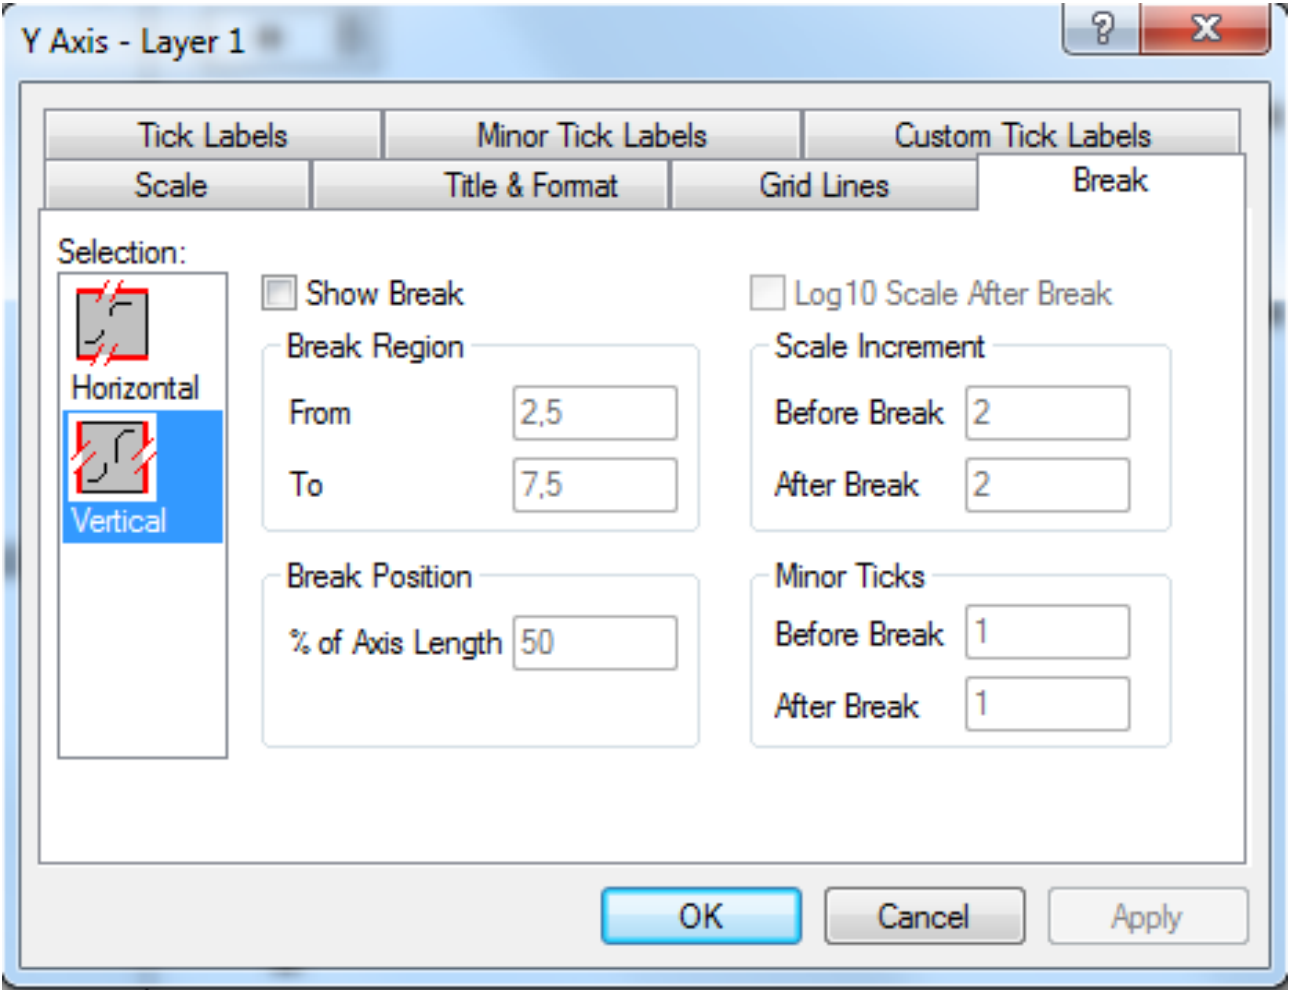 Y Axis - Layer 1
Tick Labels
Minor Tick Labels
Custom Tick Labels
Scale
Title & Format
Grid Lines
Break
Selection:
Horizontal
Vertical
Show Break
Log10 Scale After Break
Break Region
From 2,5
To 7,5
Scale Increment
Before Break 2
After Break 2
Break Position
% of Axis Length 50
Minor Ticks
Before Break 1
After Break 1
OK
Cancel
Apply